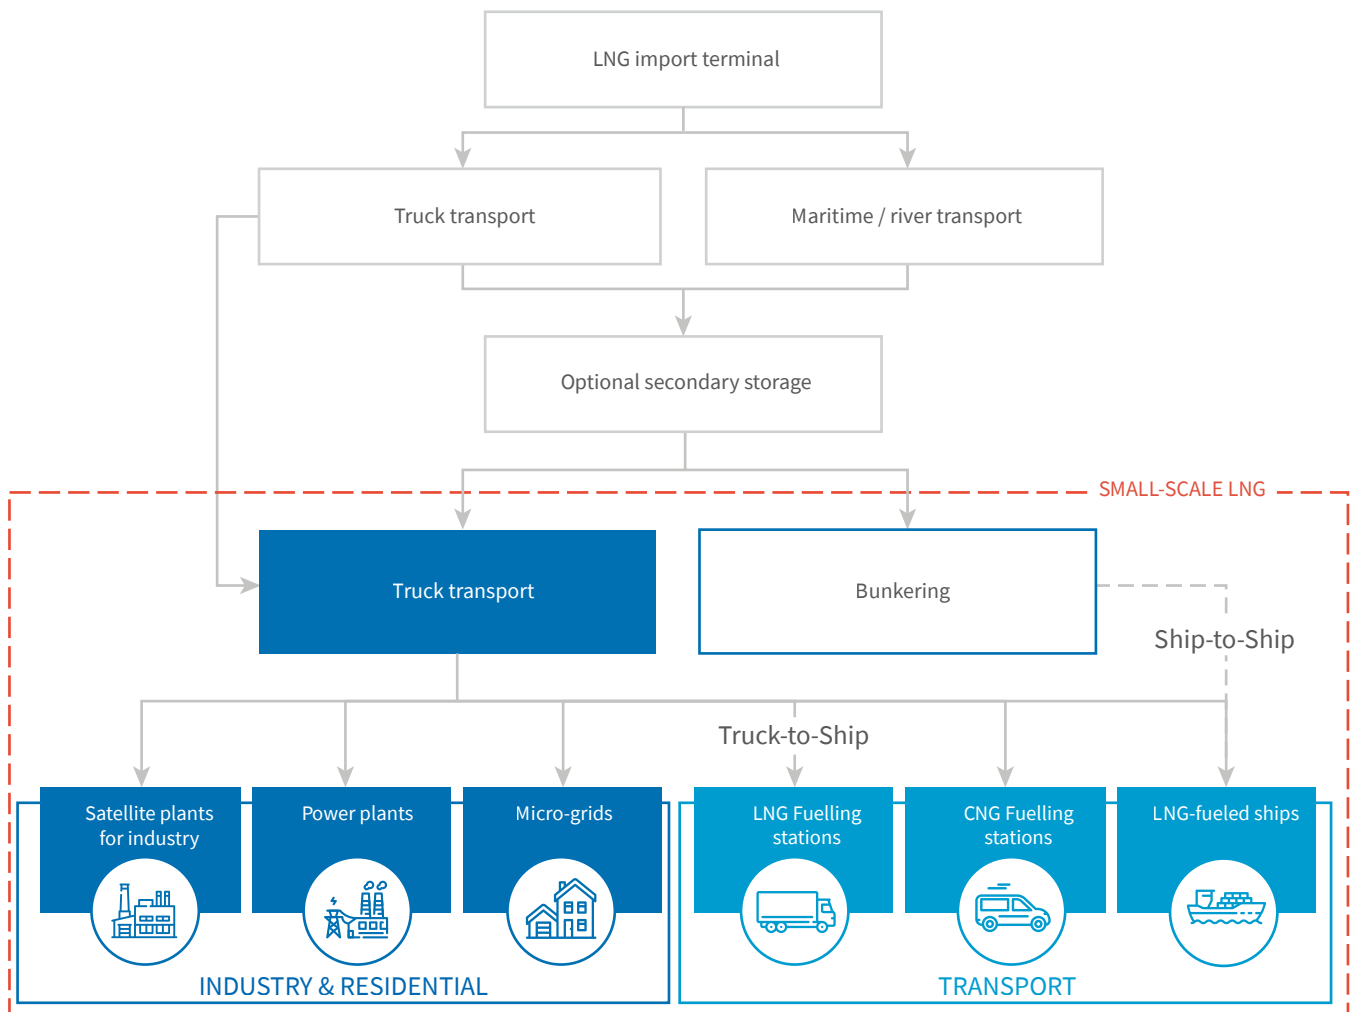 LNG import terminal
Truck transport
Maritime / river transport
Optional secondary storage
SMALL-SCALE LNG
Truck transport
Bunkering
Ship-to-Ship
Truck-to-Ship
Satellite plants
for industry
Power plants
Micro-grids
LNG Fuelling
stations
CNG Fuelling
stations
LNG-fueled ships
INDUSTRY & RESIDENTIAL
TRANSPORT